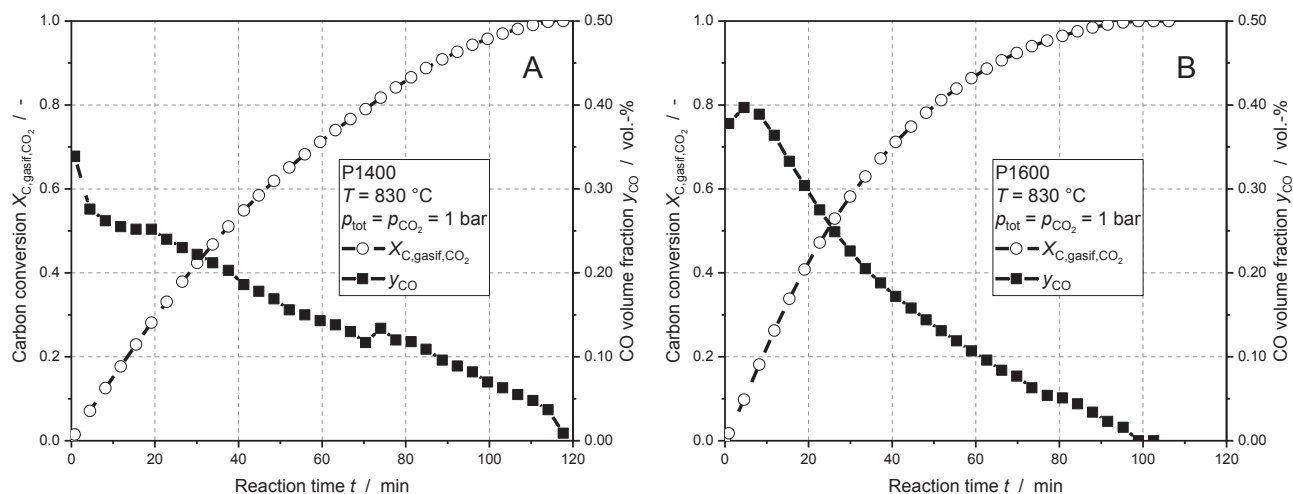 1.0
0.8
0.6
0.4
0.2
0.0
Carbon conversion X_C,gasif,CO₂ / -
0.50
0.40
0.30
0.20
0.10
0.00
CO volume fraction y_CO / vol.-%
A
P1400
T = 830 °C
p_tot = p_CO₂ = 1 bar
X_C,gasif,CO₂
y_CO
0 20 40 60 80 100 120
Reaction time t / min
1.0
0.8
0.6
0.4
0.2
0.0
Carbon conversion X_C,gasif,CO₂ / -
0.50
0.40
0.30
0.20
0.10
0.00
CO volume fraction y_CO / vol.-%
B
P1600
T = 830 °C
p_tot = p_CO₂ = 1 bar
X_C,gasif,CO₂
y_CO
0 20 40 60 80 100 120
Reaction time t / min